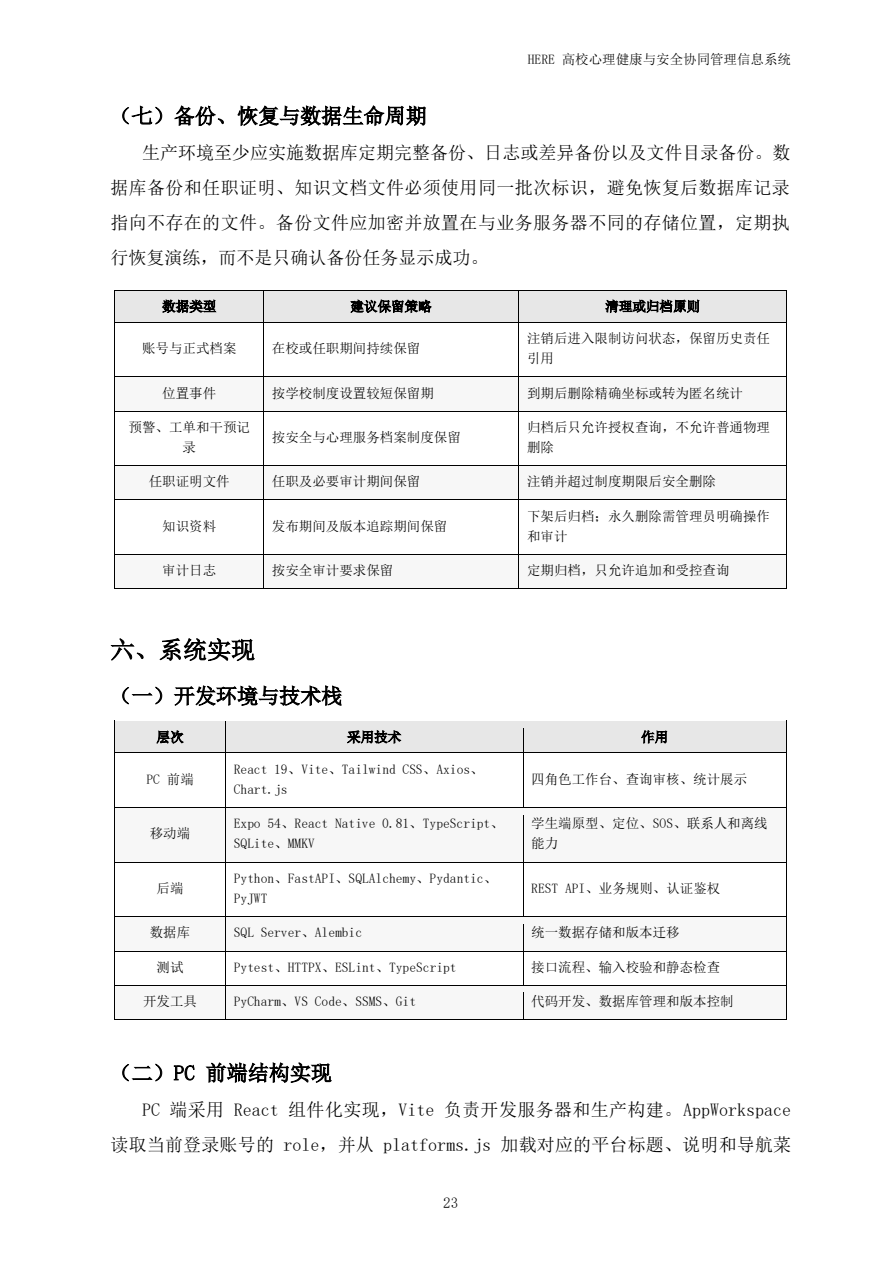 HERE 高校心理健康与安全协同管理信息系统
（七）备份、恢复与数据生命周期
生产环境至少应实施数据库定期完整备份、日志或差异备份以及文件目录备份。数
据库备份和任职证明、知识文档文件必须使用同一批次标识，避免恢复后数据库记录
指向不存在的文件。备份文件应加密并放置在与业务服务器不同的存储位置，定期执
行恢复演练，而不是只确认备份任务显示成功。
数据类型 建议保留策略 清理或归档原则
账号与正式档案 在校或任职期间持续保留 注销后进入限制访问状态，保留历史责任
引用
位置事件 按学校制度设置较短保留期 到期后删除精确坐标或转为匿名统计
预警、工单和干预记
录 按安全与心理服务档案制度保留 归档后只允许授权查询，不允许普通物理
删除
任职证明文件 任职及必要审计期间保留 注销并超过制度期限后安全删除
知识资料 发布期间及版本追踪期间保留 下架后归档；永久删除需管理员明确操作
和审计
审计日志 按安全审计要求保留 定期归档，只允许追加和受控查询
六、系统实现
（一）开发环境与技术栈
层次 采用技术 作用
PC 前端 React 19、Vite、Tailwind CSS、Axios、
Chart.js 四角色工作台、查询审核、统计展示
移动端 Expo 54、React Native 0.81、TypeScript、
SQLite、MMKV 学生端原型、定位、SOS、联系人和离线
能力
后端 Python、FastAPI、SQLAlchemy、Pydantic、
PyJWT REST API、业务规则、认证鉴权
数据库 SQL Server、Alembic 统一数据存储和版本迁移
测试 Pytest、HTTPX、ESLint、TypeScript 接口流程、输入校验和静态检查
开发工具 PyCharm、VS Code、SSMS、Git 代码开发、数据库管理和版本控制
（二）PC 前端结构实现
PC 端采用 React 组件化实现，Vite 负责开发服务器和生产构建。AppWorkspace
读取当前登录账号的 role，并从 platforms.js 加载对应的平台标题、说明和导航菜
23